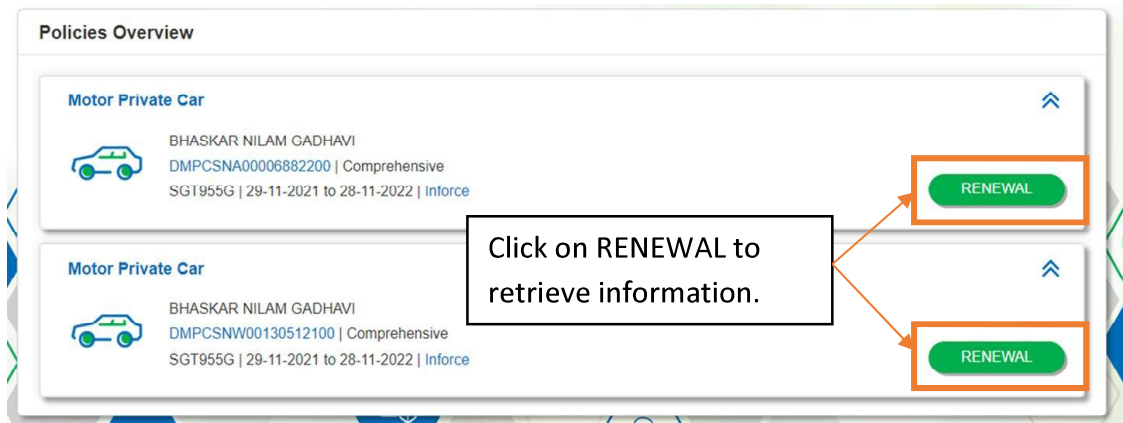 Policies Overview
Motor Private Car
BHASKAR NILAM GADHAVI
DMPCSNA00006882200 | Comprehensive
SGT955G | 29-11-2021 to 28-11-2022 | Inforce
RENEWAL
Click on RENEWAL to
retrieve information.
Motor Private Car
BHASKAR NILAM GADHAVI
DMPCSNW00130512100 | Comprehensive
SGT955G | 29-11-2021 to 28-11-2022 | Inforce
RENEWAL